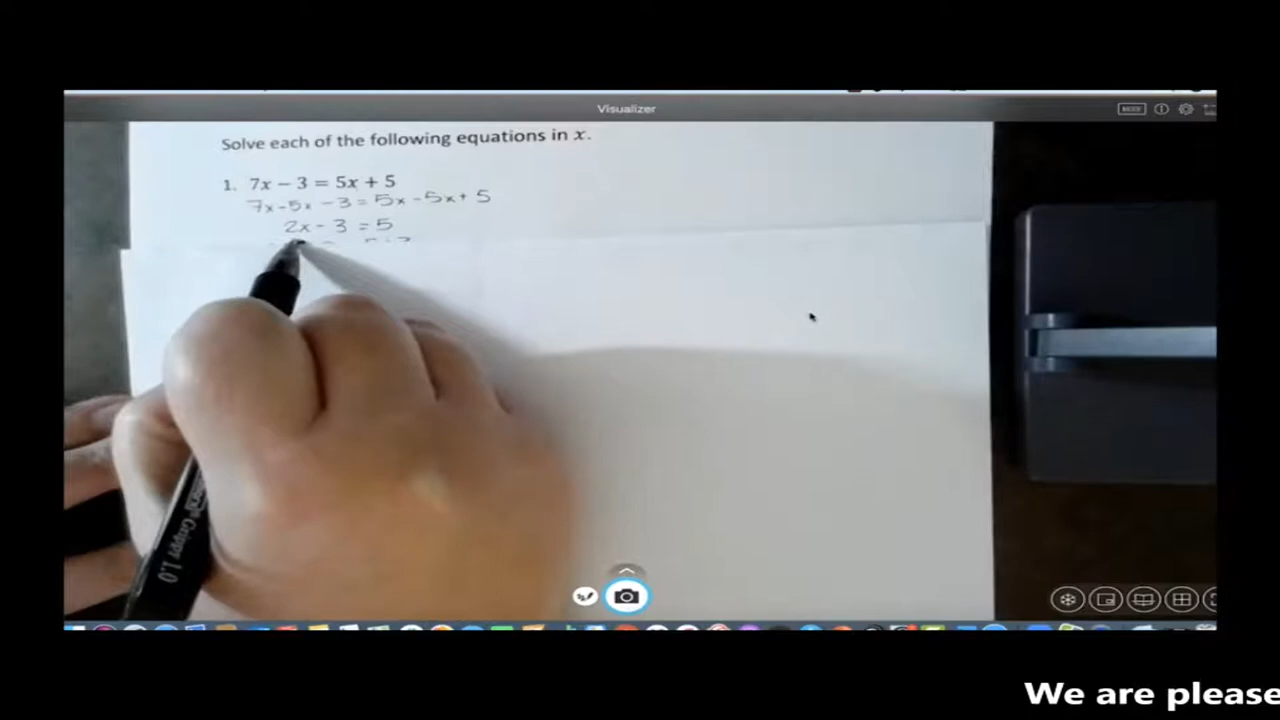 Visualizer
Solve each of the following equations in x.
1. 7x − 3 = 5x + 5
7x-5x -3 = 5x -5x+ 5
2x- 3 = 5
Grippy 1.0
We are please